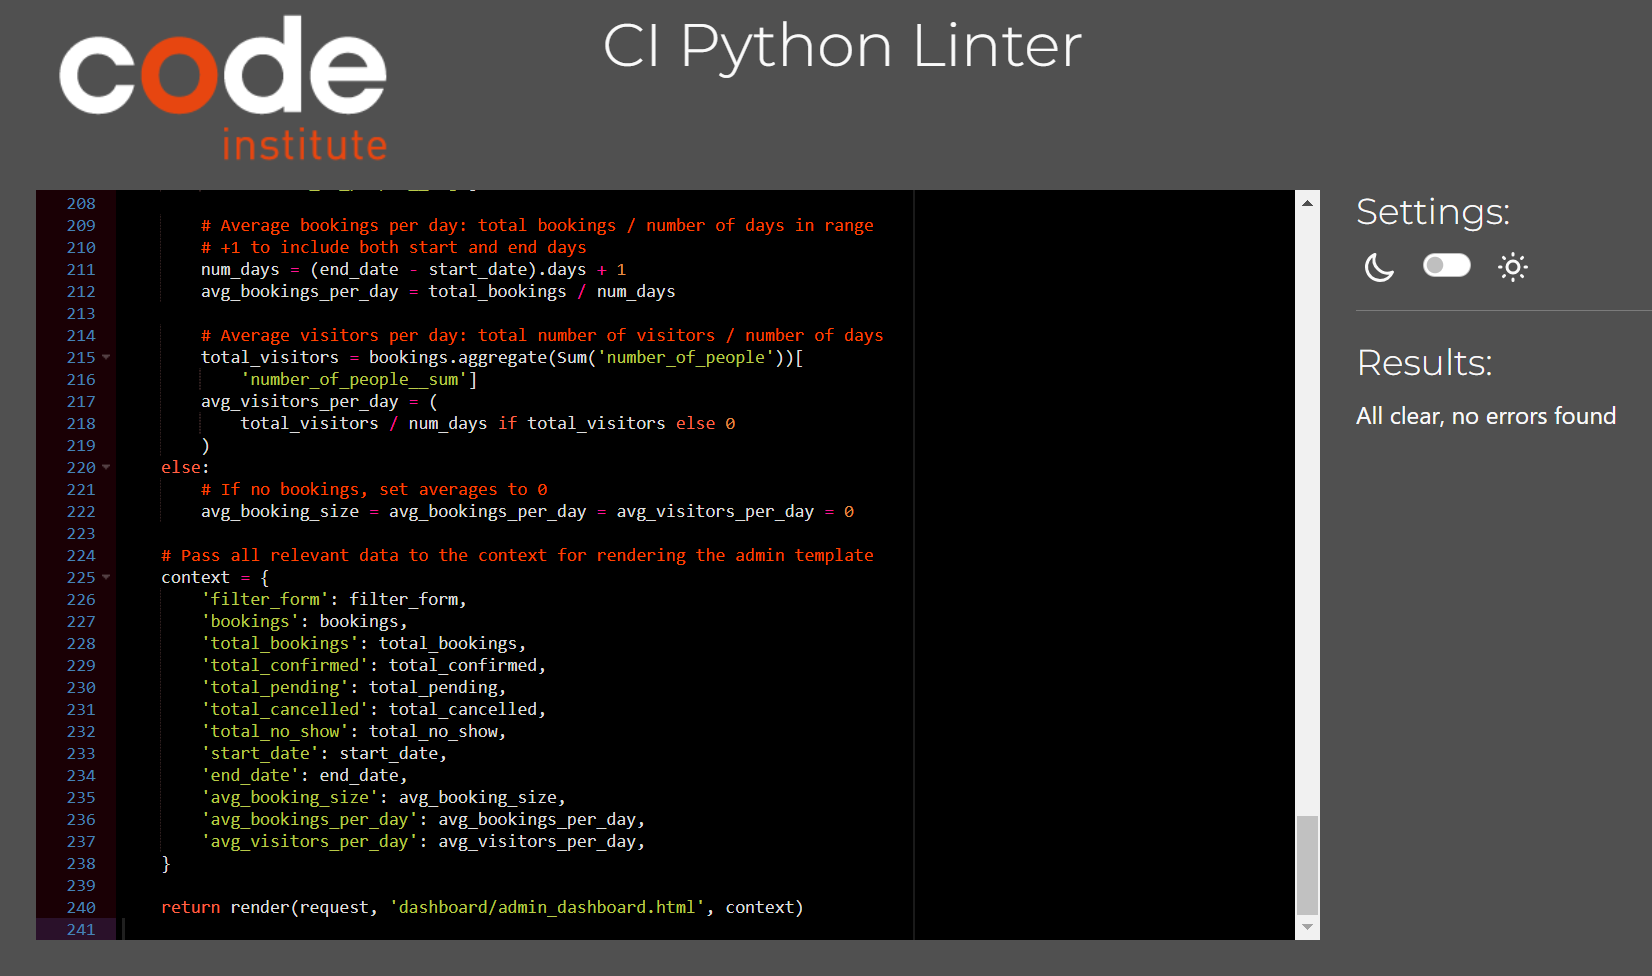 code
institute
CI Python Linter
208
209 # Average bookings per day: total bookings / number of days in range
210 # +1 to include both start and end days
211 num_days = (end_date - start_date).days + 1
212 avg_bookings_per_day = total_bookings / num_days
213
214 # Average visitors per day: total number of visitors / number of days
215 total_visitors = bookings.aggregate(Sum('number_of_people'))[
216 'number_of_people__sum']
217 avg_visitors_per_day = (
218 total_visitors / num_days if total_visitors else 0
219 )
220 else:
221 # If no bookings, set averages to 0
222 avg_booking_size = avg_bookings_per_day = avg_visitors_per_day = 0
223
224 # Pass all relevant data to the context for rendering the admin template
225 context = {
226 'filter_form': filter_form,
227 'bookings': bookings,
228 'total_bookings': total_bookings,
229 'total_confirmed': total_confirmed,
230 'total_pending': total_pending,
231 'total_cancelled': total_cancelled,
232 'total_no_show': total_no_show,
233 'start_date': start_date,
234 'end_date': end_date,
235 'avg_booking_size': avg_booking_size,
236 'avg_bookings_per_day': avg_bookings_per_day,
237 'avg_visitors_per_day': avg_visitors_per_day,
238 }
239
240 return render(request, 'dashboard/admin_dashboard.html', context)
241
Settings:
Results:
All clear, no errors found